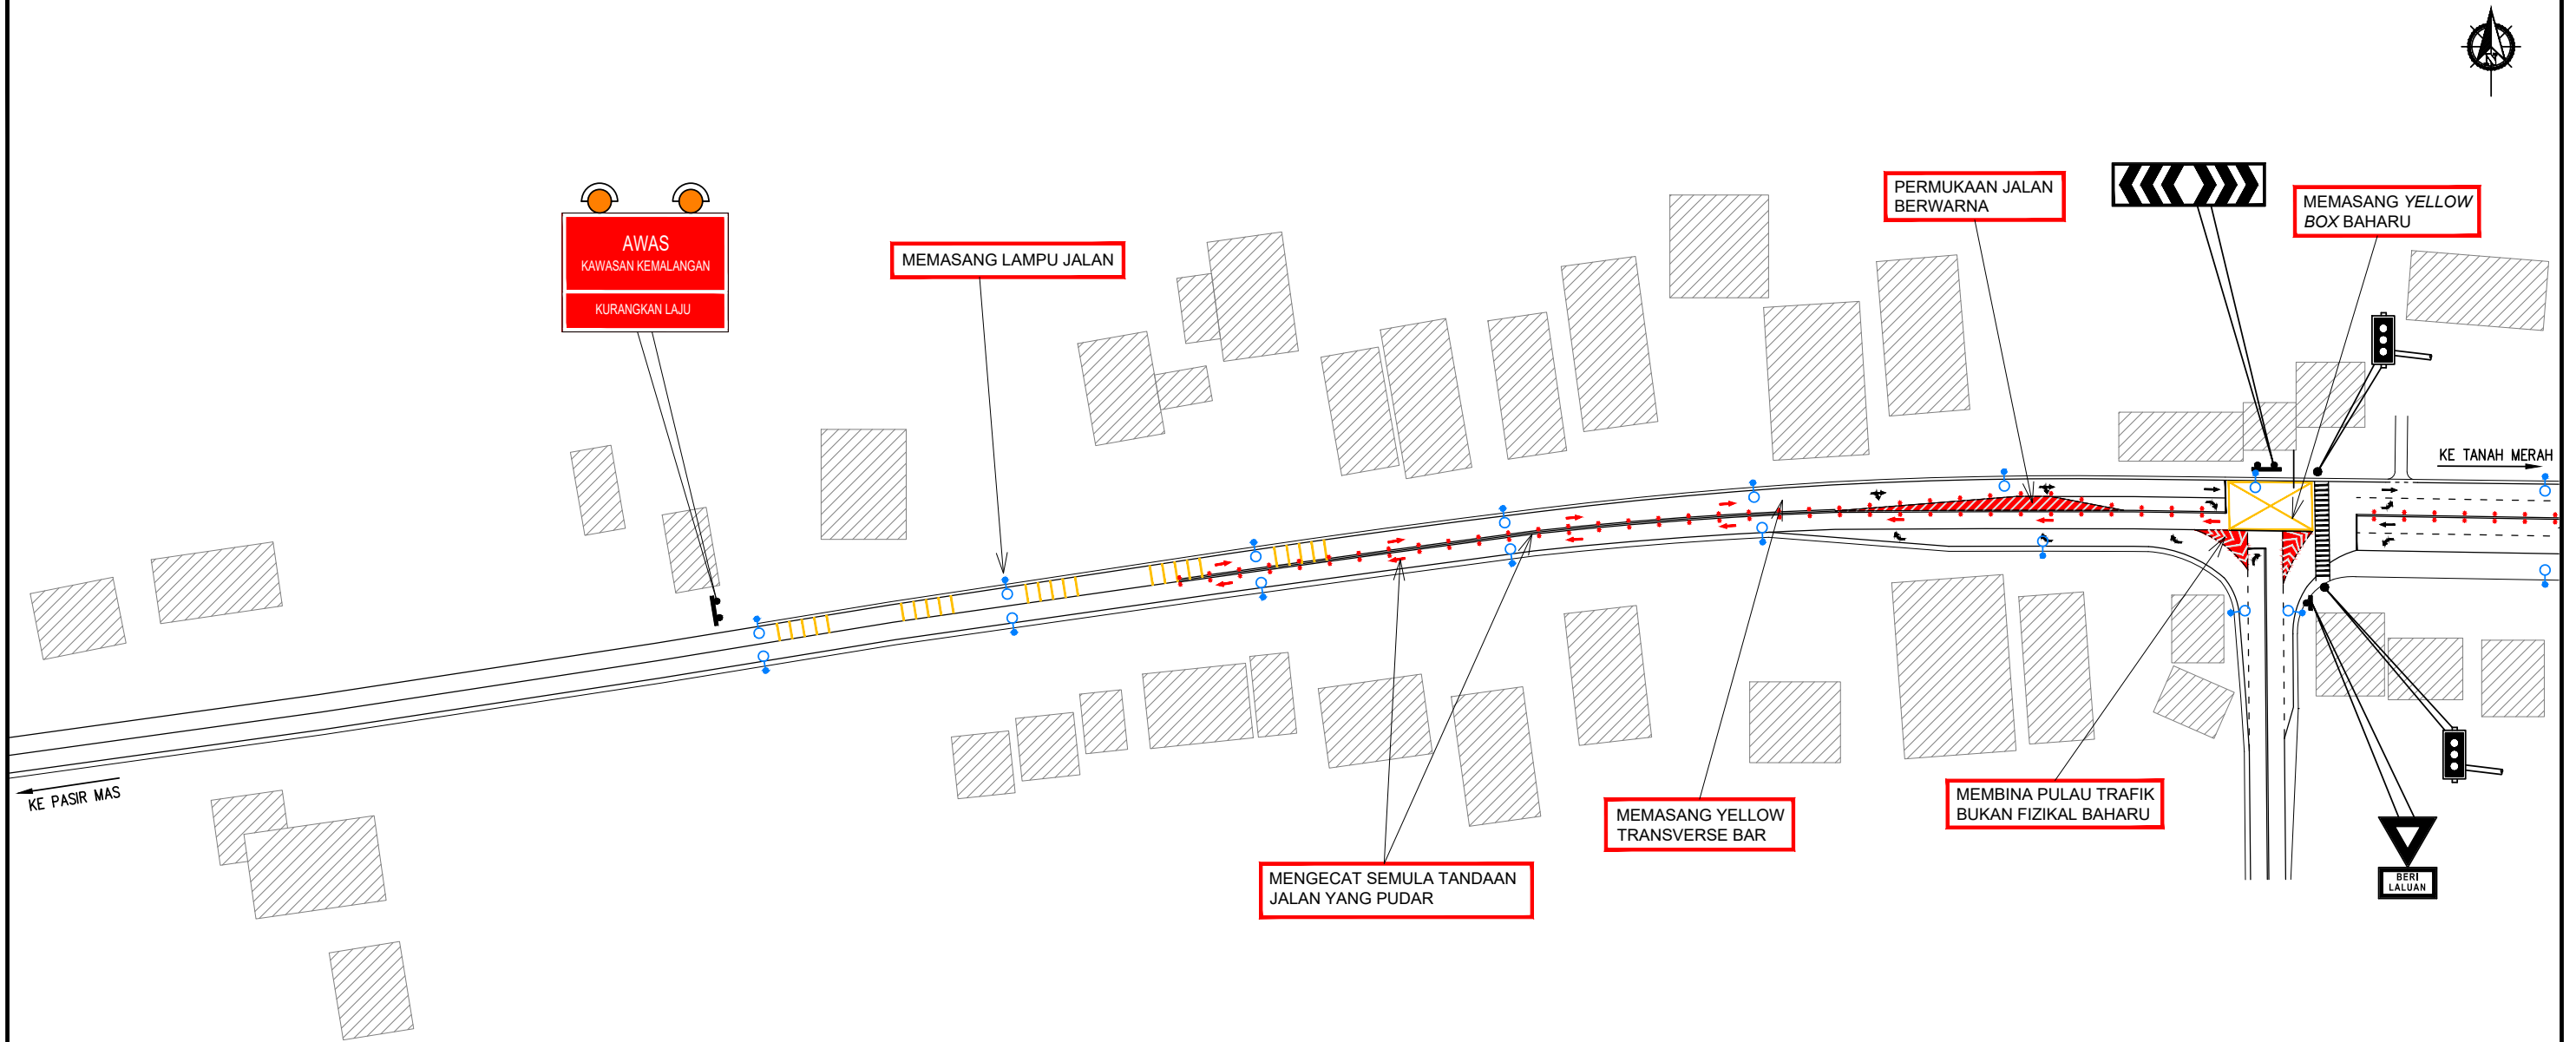 AWAS
KAWASAN KEMALANGAN
KURANGKAN LAJU
MEMASANG LAMPU JALAN
PERMUKAAN JALAN
BERWARNA
MEMASANG YELLOW
BOX BAHARU
KE TANAH MERAH
KE PASIR MAS
MENGECAT SEMULA TANDAAN
JALAN YANG PUDAR
MEMASANG YELLOW
TRANSVERSE BAR
MEMBINA PULAU TRAFIK
BUKAN FIZIKAL BAHARU
BERI
LALUAN